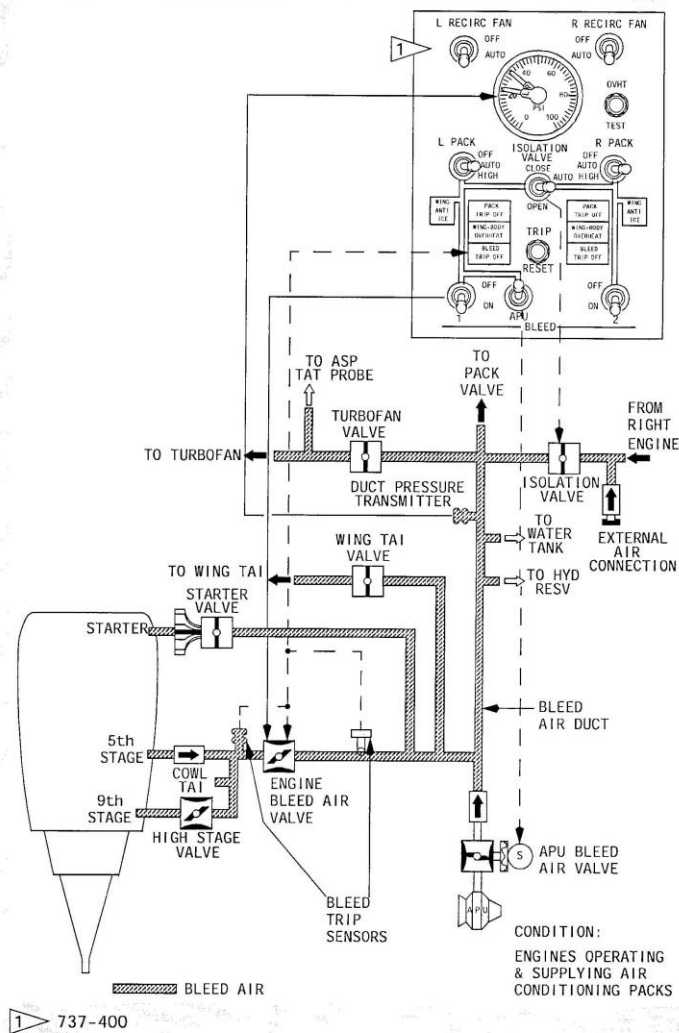 L RECIRC FAN
OFF
AUTO
R RECIRC FAN
OFF
AUTO
1
0
20
40
60
80
100
PSI
OVHT
TEST
ISOLATION
VALVE
CLOSE
AUTO
OPEN
L PACK
OFF
AUTO
HIGH
R PACK
OFF
AUTO
HIGH
WING
ANTI
ICE
PACK
TRIP OFF
WING-BODY
OVERHEAT
BLEED
TRIP OFF
TRIP
RESET
PACK
TRIP OFF
WING-BODY
OVERHEAT
BLEED
TRIP OFF
WING
ANTI
ICE
OFF
ON
1
APU
OFF
ON
2
BLEED
TO ASP
TAT PROBE
TO
PACK
VALVE
TURBOFAN
VALVE
FROM
RIGHT
ENGINE
TO TURBOFAN
ISOLATION
VALVE
DUCT PRESSURE
TRANSMITTER
TO
WATER
TANK
EXTERNAL
AIR
CONNECTION
WING TAI
VALVE
TO WING TAI
TO HYD
RESV
STARTER
VALVE
STARTER
BLEED
AIR DUCT
5th
STAGE
COWL
TAI
ENGINE
BLEED AIR
VALVE
9th
STAGE
HIGH STAGE
VALVE
S
APU BLEED
AIR VALVE
BLEED
TRIP
SENSORS
APU
CONDITION:
ENGINES OPERATING
& SUPPLYING AIR
CONDITIONING PACKS
BLEED AIR
1 737-400